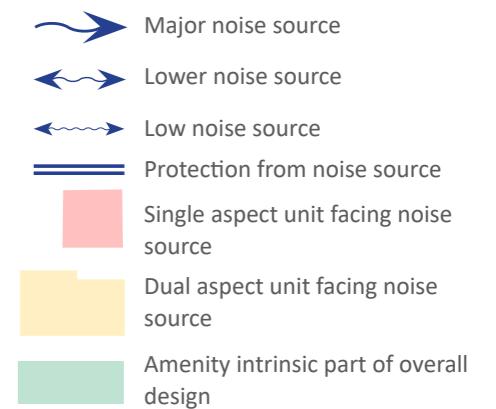 Major noise source
Lower noise source
Low noise source
Protection from noise source
Single aspect unit facing noise
source
Dual aspect unit facing noise
source
Amenity intrinsic part of overall
design